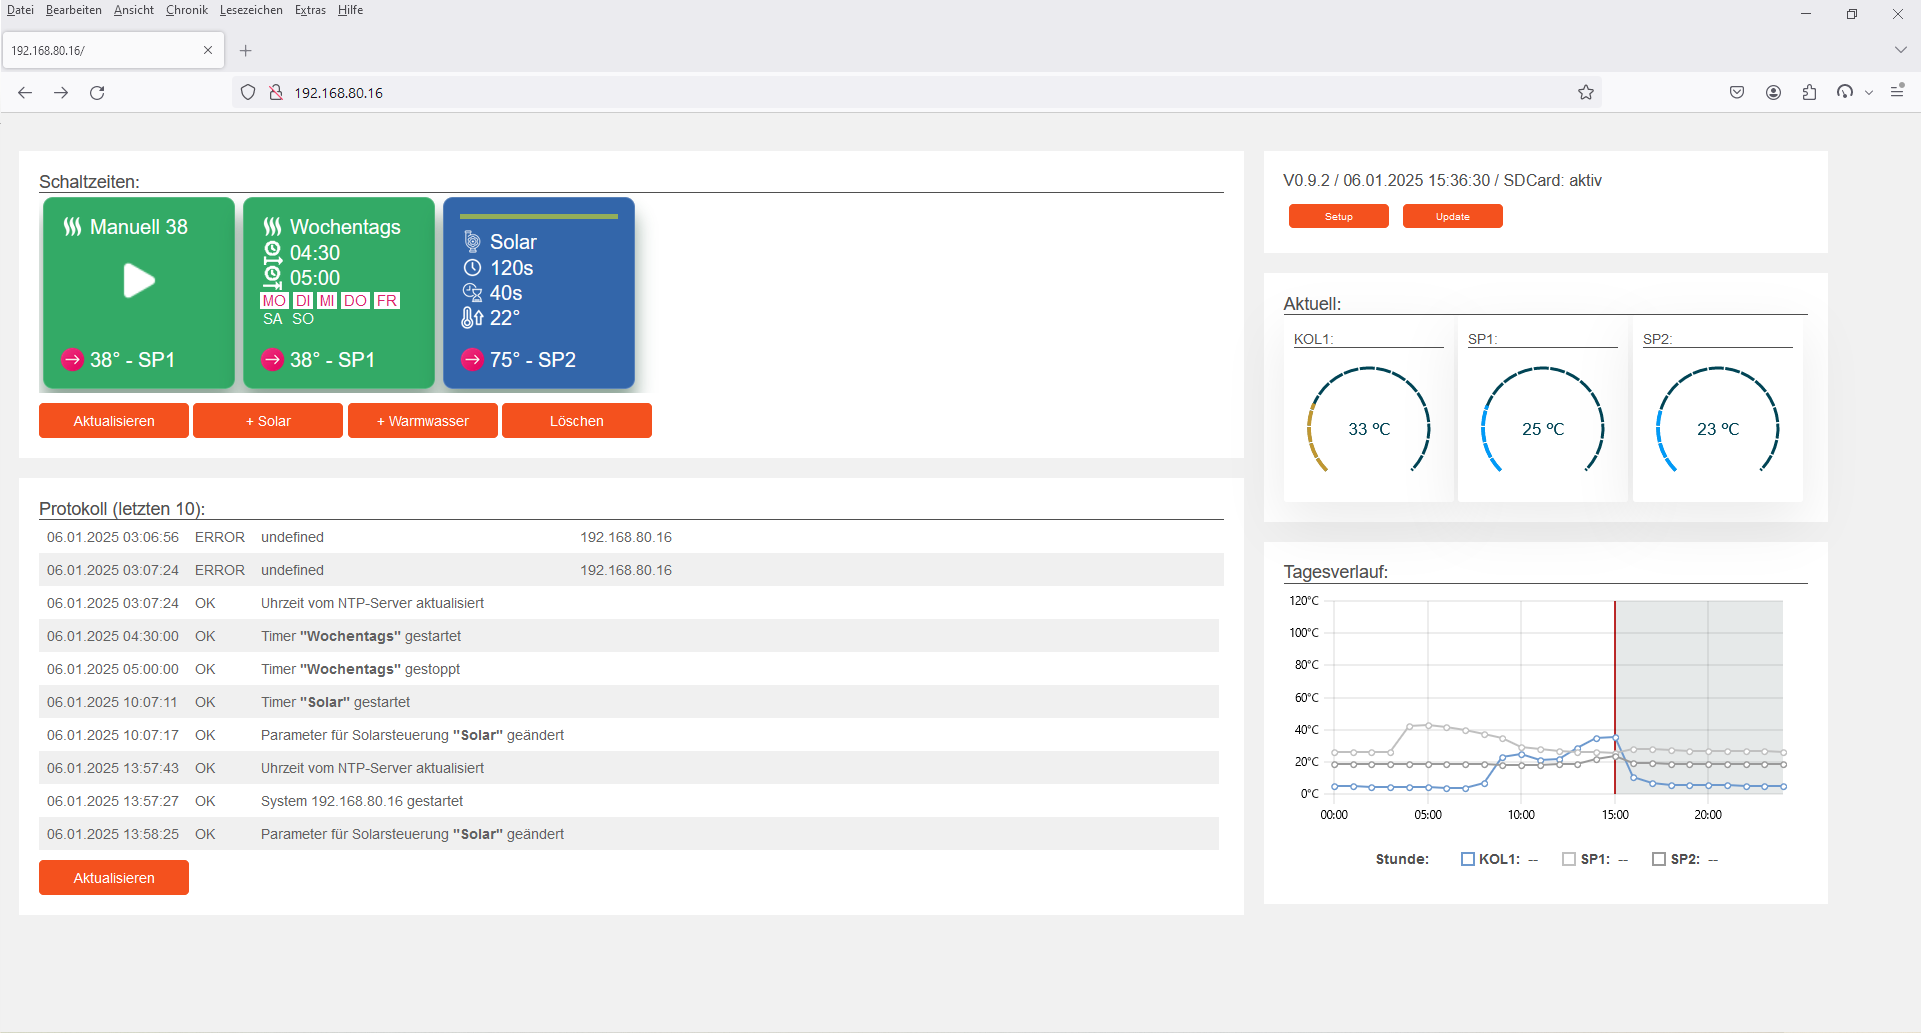 Datei Bearbeiten Ansicht Chronik Lesezeichen Extras Hilfe
192.168.80.16/
192.168.80.16
Schaltzeiten:
Manuell 38
38° - SP1
Wochentags
04:30
05:00
MO DI MI DO FR
SA SO
38° - SP1
Solar
120s
40s
22°
75° - SP2
Aktualisieren
+ Solar
+ Warmwasser
Löschen
Protokoll (letzten 10):
06.01.2025 03:06:56 ERROR undefined 192.168.80.16
06.01.2025 03:07:24 ERROR undefined 192.168.80.16
06.01.2025 03:07:24 OK Uhrzeit vom NTP-Server aktualisiert
06.01.2025 04:30:00 OK Timer "Wochentags" gestartet
06.01.2025 05:00:00 OK Timer "Wochentags" gestoppt
06.01.2025 10:07:11 OK Timer "Solar" gestartet
06.01.2025 10:07:17 OK Parameter für Solarsteuerung "Solar" geändert
06.01.2025 13:57:43 OK Uhrzeit vom NTP-Server aktualisiert
06.01.2025 13:57:27 OK System 192.168.80.16 gestartet
06.01.2025 13:58:25 OK Parameter für Solarsteuerung "Solar" geändert
Aktualisieren
V0.9.2 / 06.01.2025 15:36:30 / SDCard: aktiv
Setup
Update
Aktuell:
KOL1:
33 ºC
SP1:
25 ºC
SP2:
23 ºC
Tagesverlauf:
120°C
100°C
80°C
60°C
40°C
20°C
0°C
00:00 05:00 10:00 15:00 20:00
Stunde: KOL1: -- SP1: -- SP2: --